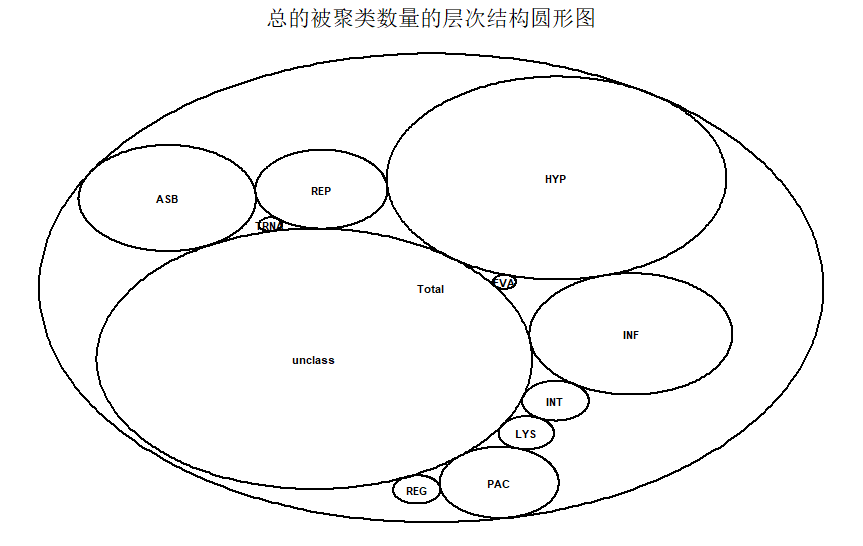 总的被聚类数量的层次结构圆形图
HYP
REP
ASB
TRNA
EVA
Total
INF
unclass
INT
LYS
PAC
REG